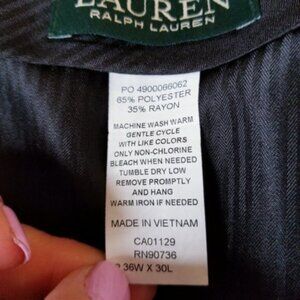 LAUREN
RALPH LAUREN
PO 4900066062
65% POLYESTER
35% RAYON
MACHINE WASH WARM
GENTLE CYCLE
WITH LIKE COLORS
ONLY NON-CHLORINE
BLEACH WHEN NEEDED
TUMBLE DRY LOW
REMOVE PROMPTLY
AND HANG
WARM IRON IF NEEDED
MADE IN VIETNAM
CA01129
RN90736
36W X 30L